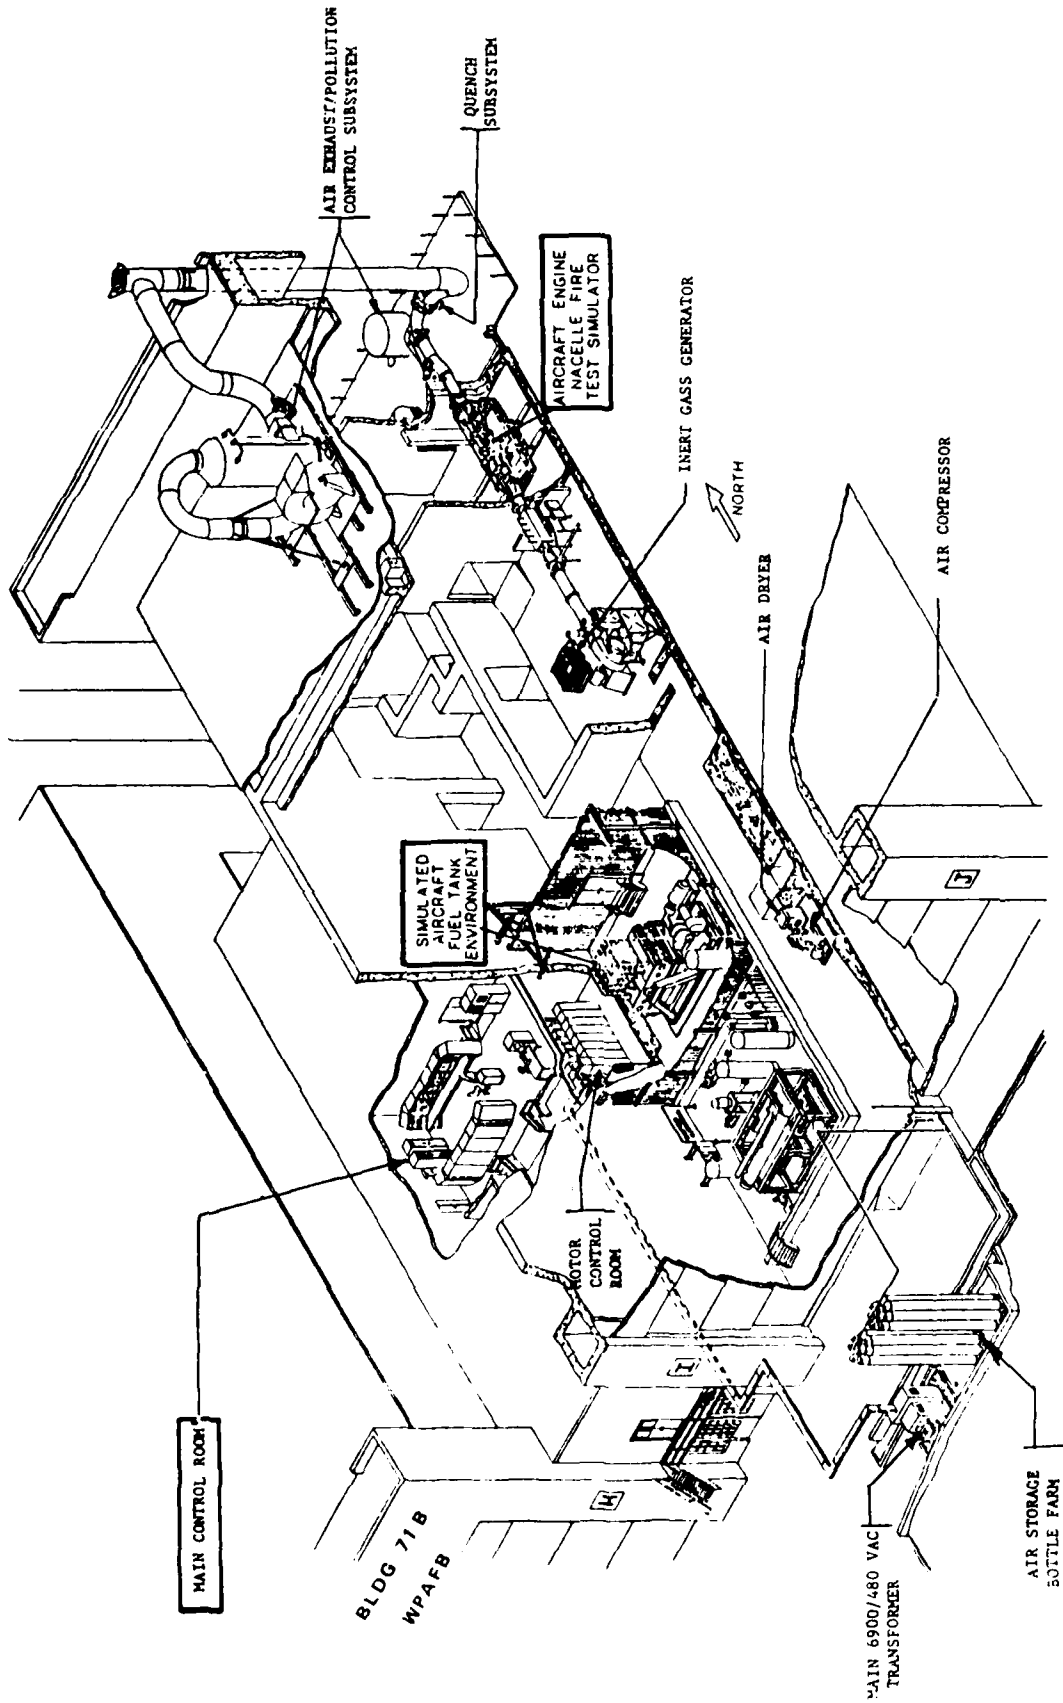 AIR EXHAUST/POLLUTION
CONTROL SUBSYSTEM
QUENCH
SUBSYSTEM
AIRCRAFT ENGINE
NACELLE FIRE
TEST SIMULATOR
INERT GASS GENERATOR
NORTH
AIR DRYER
AIR COMPRESSOR
SIMULATED
AIRCRAFT
FUEL TANK
ENVIRONMENT
J
MAIN CONTROL ROOM
MOTOR
CONTROL
ROOM
I
H
BLDG 71B
WPAFB
MAIN 6900/480 VAC
TRANSFORMER
AIR STORAGE
BOTTLE FARM